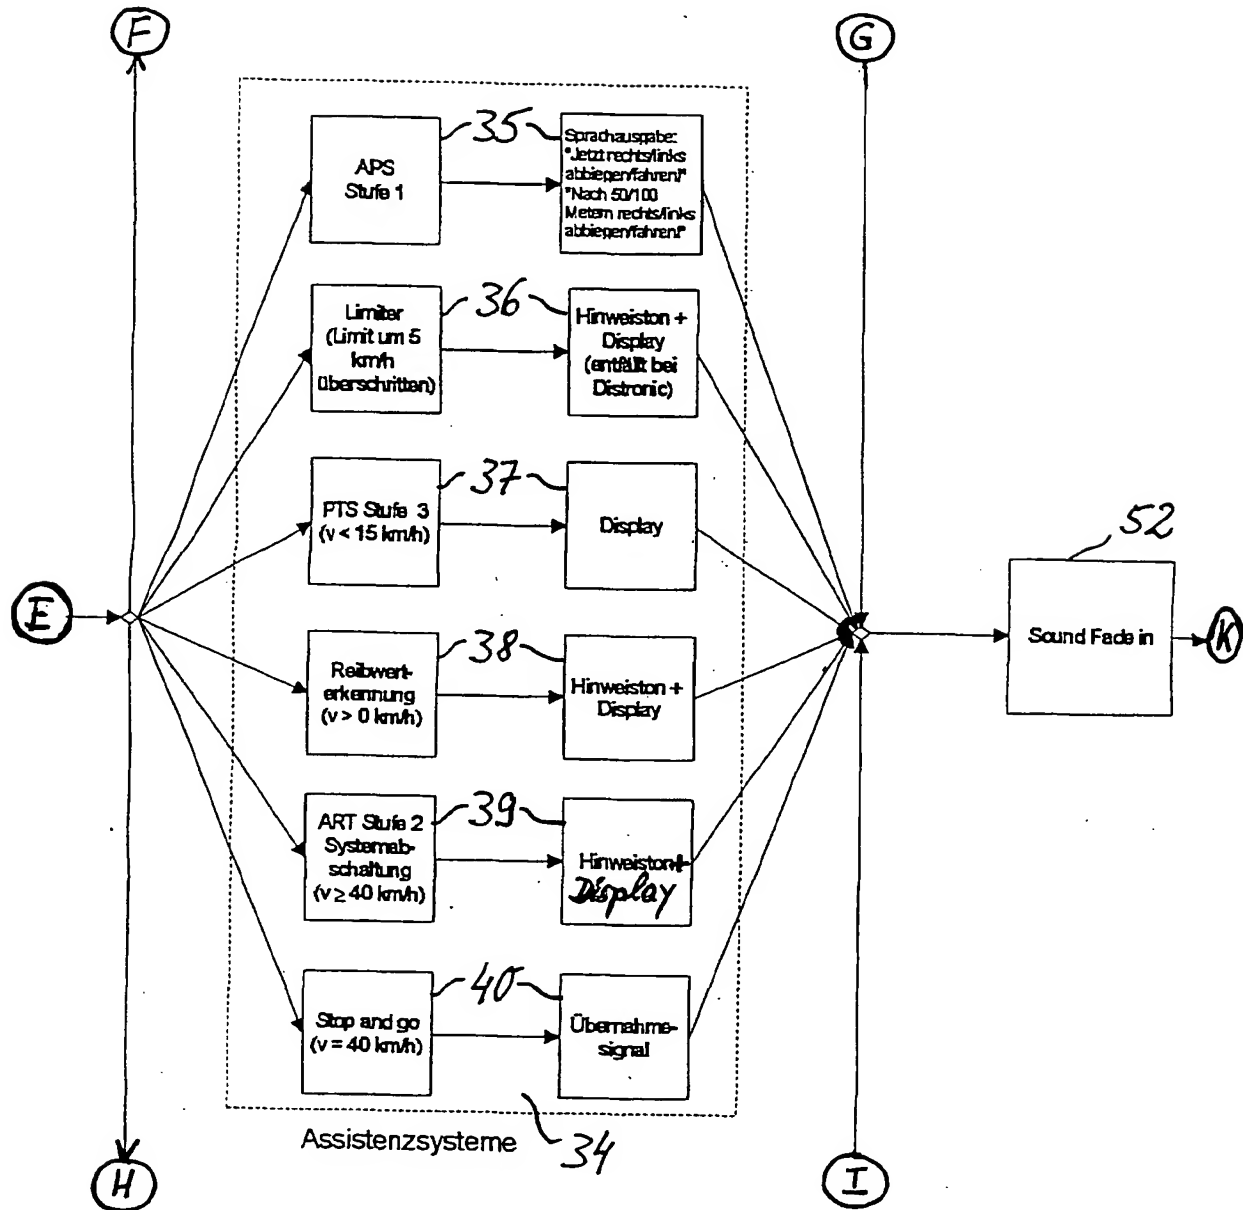 F
G
35
APS
Stufe 1
Sprachausgabe:
"Jetzt rechts/links
abbiegen/fahren!"
"Nach 50/100
Metern rechts/links
abbiegen/fahren!"
36
Limiter
(Limit um 5
km/h
überschritten)
Hinweiston +
Display
(entfällt bei
Distronic)
37
PTS Stufe 3
(v < 15 km/h)
Display
E
52
Sound Fade in
K
38
Reibwert-
erkennung
(v > 0 km/h)
Hinweiston +
Display
39
ART Stufe 2
Systemab-
schaltung
(v ≥ 40 km/h)
Hinweiston +
Display
40
Stop and go
(v = 40 km/h)
Übernahme-
signal
Assistenzsysteme
34
H
I